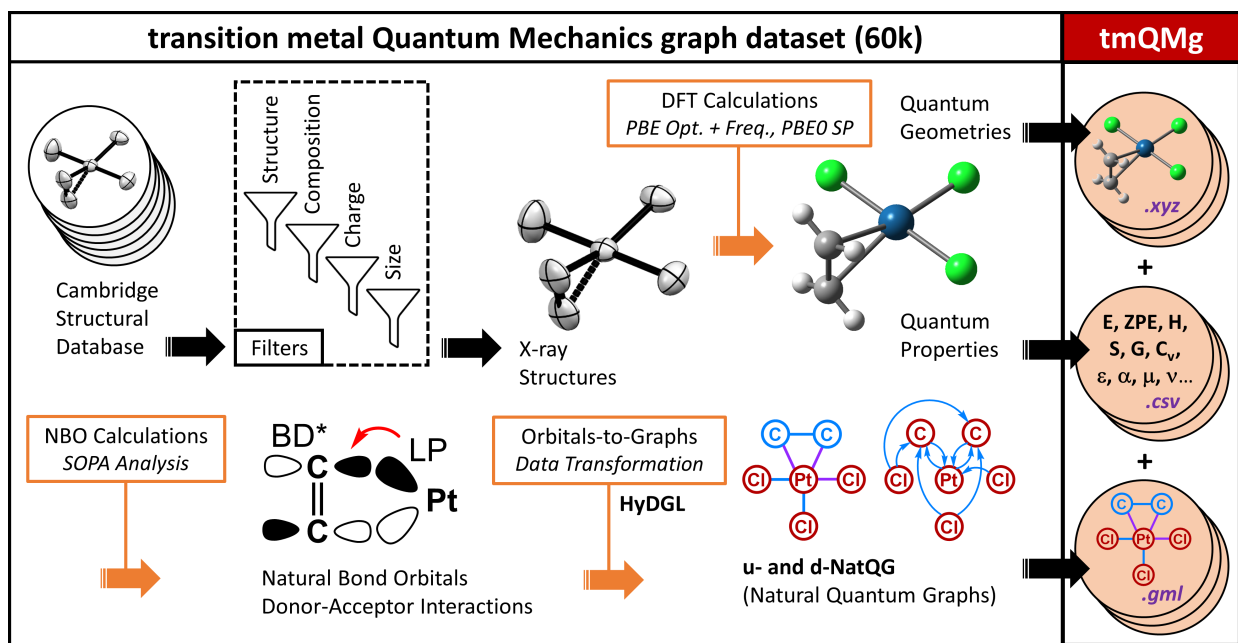 transition metal Quantum Mechanics graph dataset (60k)
tmQMg
Cambridge
Structural
Database
Structure
Composition
Charge
Size
Filters
X-ray
Structures
DFT Calculations
PBE Opt. + Freq., PBE0 SP
Quantum
Geometries
.xyz
+
Quantum
Properties
E, ZPE, H,
S, G, Cv,
ε, α, μ, ν...
.csv
+
NBO Calculations
SOPA Analysis
BD*
LP
C
Pt
C
Natural Bond Orbitals
Donor-Acceptor Interactions
Orbitals-to-Graphs
Data Transformation
HyDGL
C C
Cl Pt Cl
Cl
C C
Cl Pt Cl
Cl
u- and d-NatQG
(Natural Quantum Graphs)
C C
Cl Pt Cl
Cl
.gml